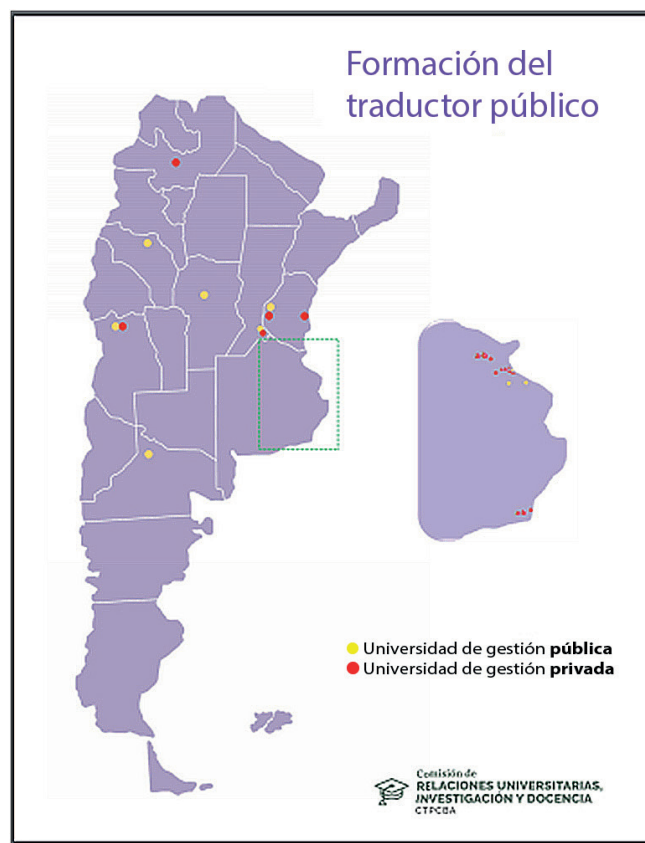 Formación del
traductor público
Universidad de gestión pública
Universidad de gestión privada
Comisión de
RELACIONES UNIVERSITARIAS,
INVESTIGACIÓN Y DOCENCIA
CTPCBA